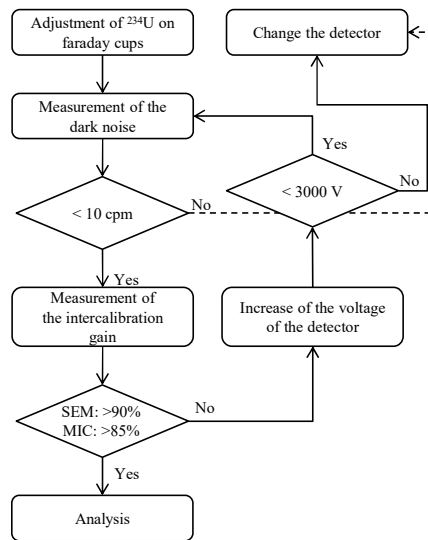 Adjustment of ²³⁴U on
faraday cups
Change the detector
Measurement of the
dark noise
Yes
< 3000 V
No
< 10 cpm
No
Yes
Measurement of
the intercalibration
gain
Increase of the voltage
of the detector
SEM: >90%
MIC: >85%
No
Yes
Analysis